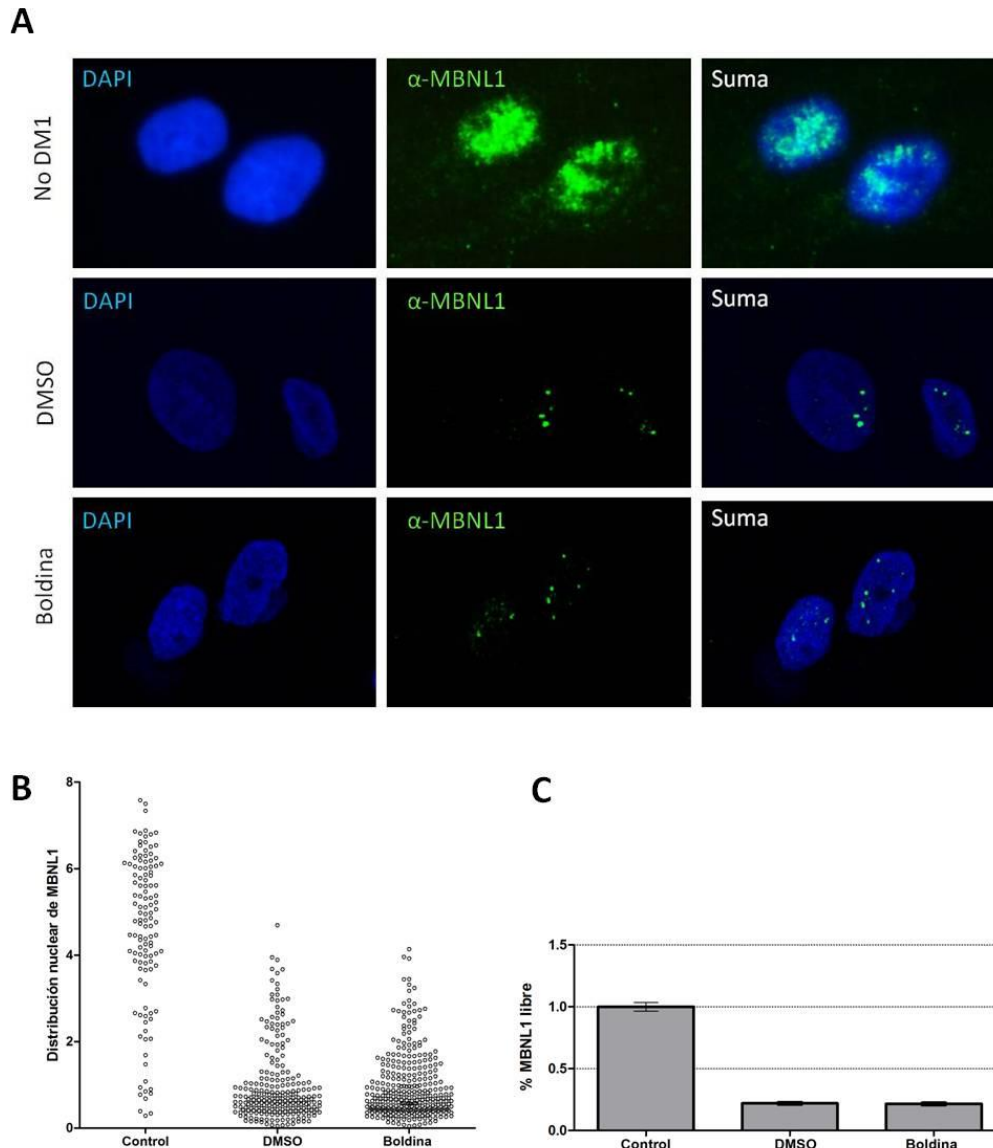 A
DAPI
α-MBNL1
Suma
No DM1
DAPI
α-MBNL1
Suma
DMSO
DAPI
α-MBNL1
Suma
Boldina
B
8
6
4
2
0
Distribución nuclear de MBNL1
Control
DMSO
Boldina
C
1.5
1.0
0.5
0.0
% MBNL1 libre
Control
DMSO
Boldina